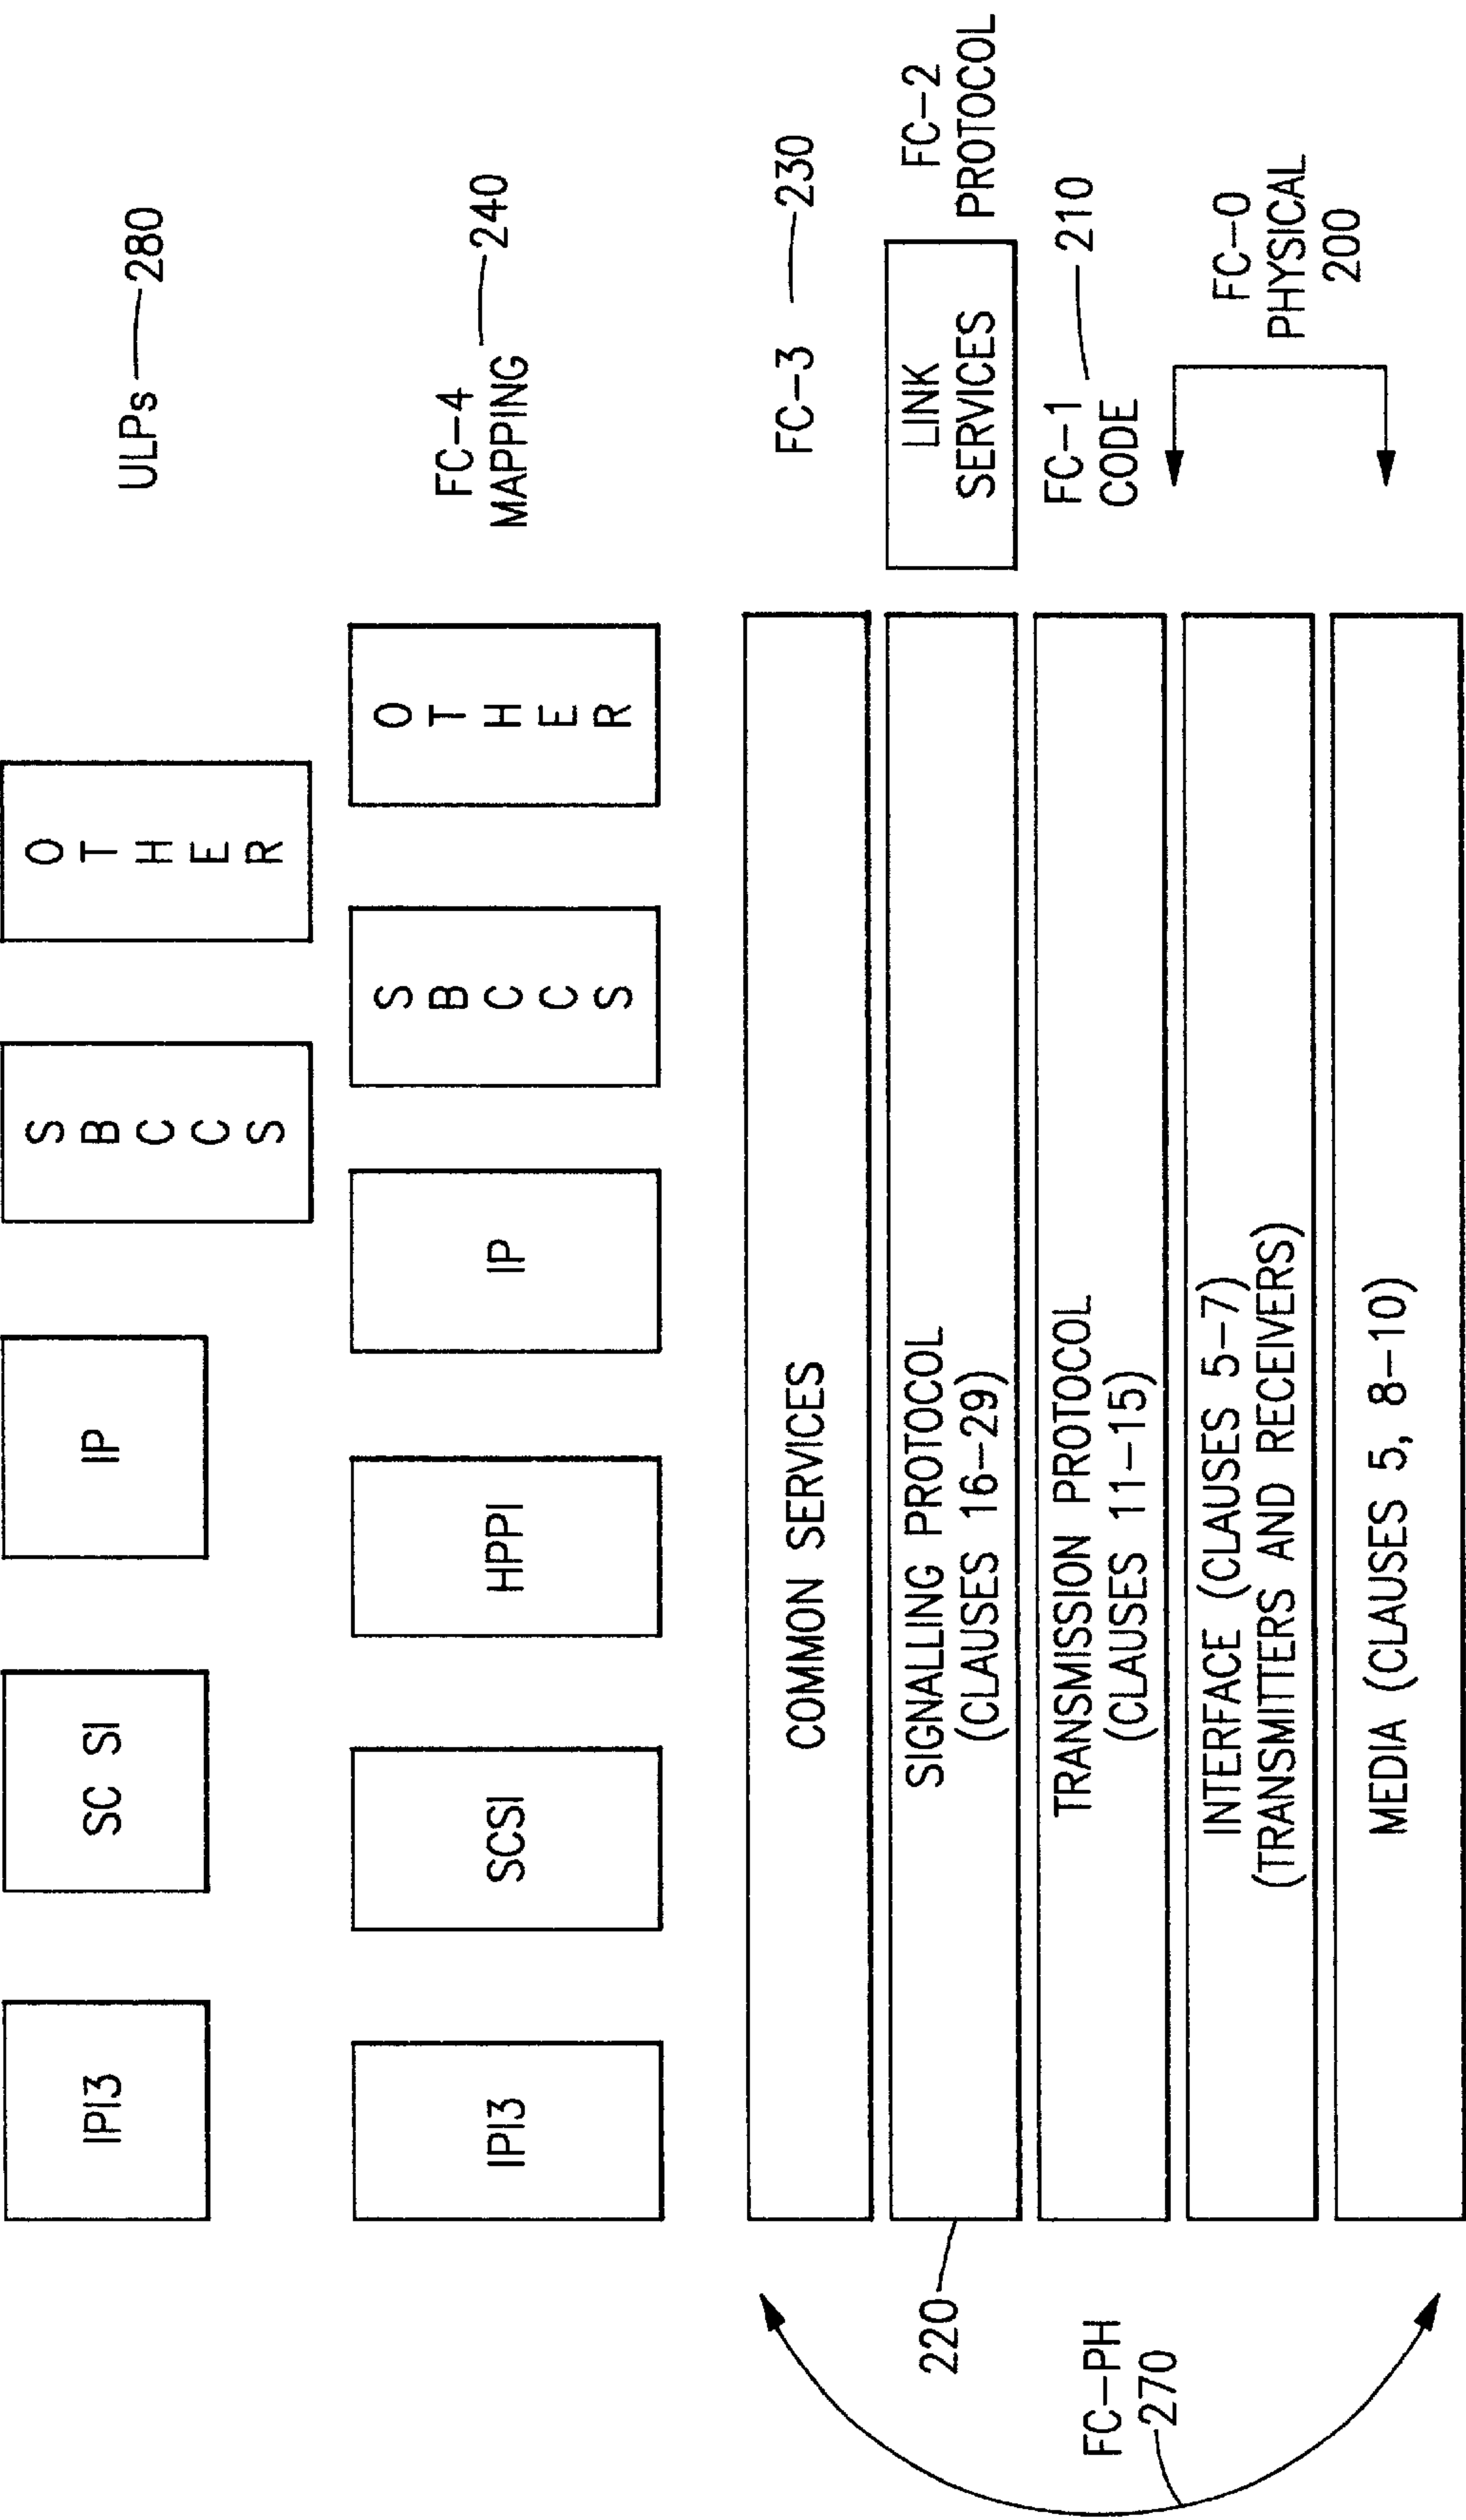 IPI3
SC SI
IP
SBCCS
OTHER
ULPs 280
IPI3
SCSI
HPPI
IP
SBCCS
OTHER
FC-4
MAPPING 240
COMMON SERVICES
FC-3 230
SIGNALLING PROTOCOL
(CLAUSES 16-29)
220
LINK
SERVICES
FC-2
PROTOCOL
TRANSMISSION PROTOCOL
(CLAUSES 11-15)
FC-1
CODE 210
INTERFACE (CLAUSES 5-7)
(TRANSMITTERS AND RECEIVERS)
MEDIA (CLAUSES 5, 8-10)
FC-0
PHYSICAL
200
FC-PH
270